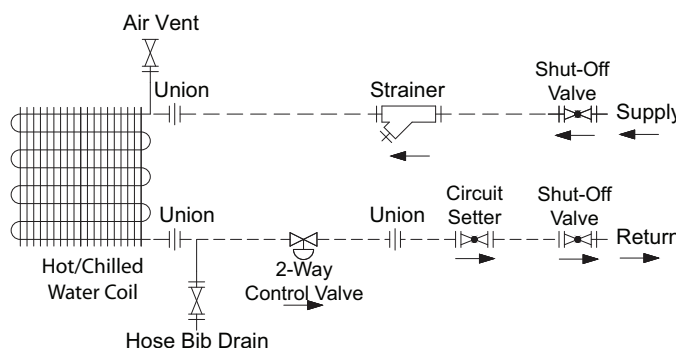 Air Vent
Union
Strainer
Shut-Off
Valve
Supply
Union
Union
Circuit
Setter
Shut-Off
Valve
Return
Hot/Chilled
Water Coil
2-Way
Control Valve
Hose Bib Drain